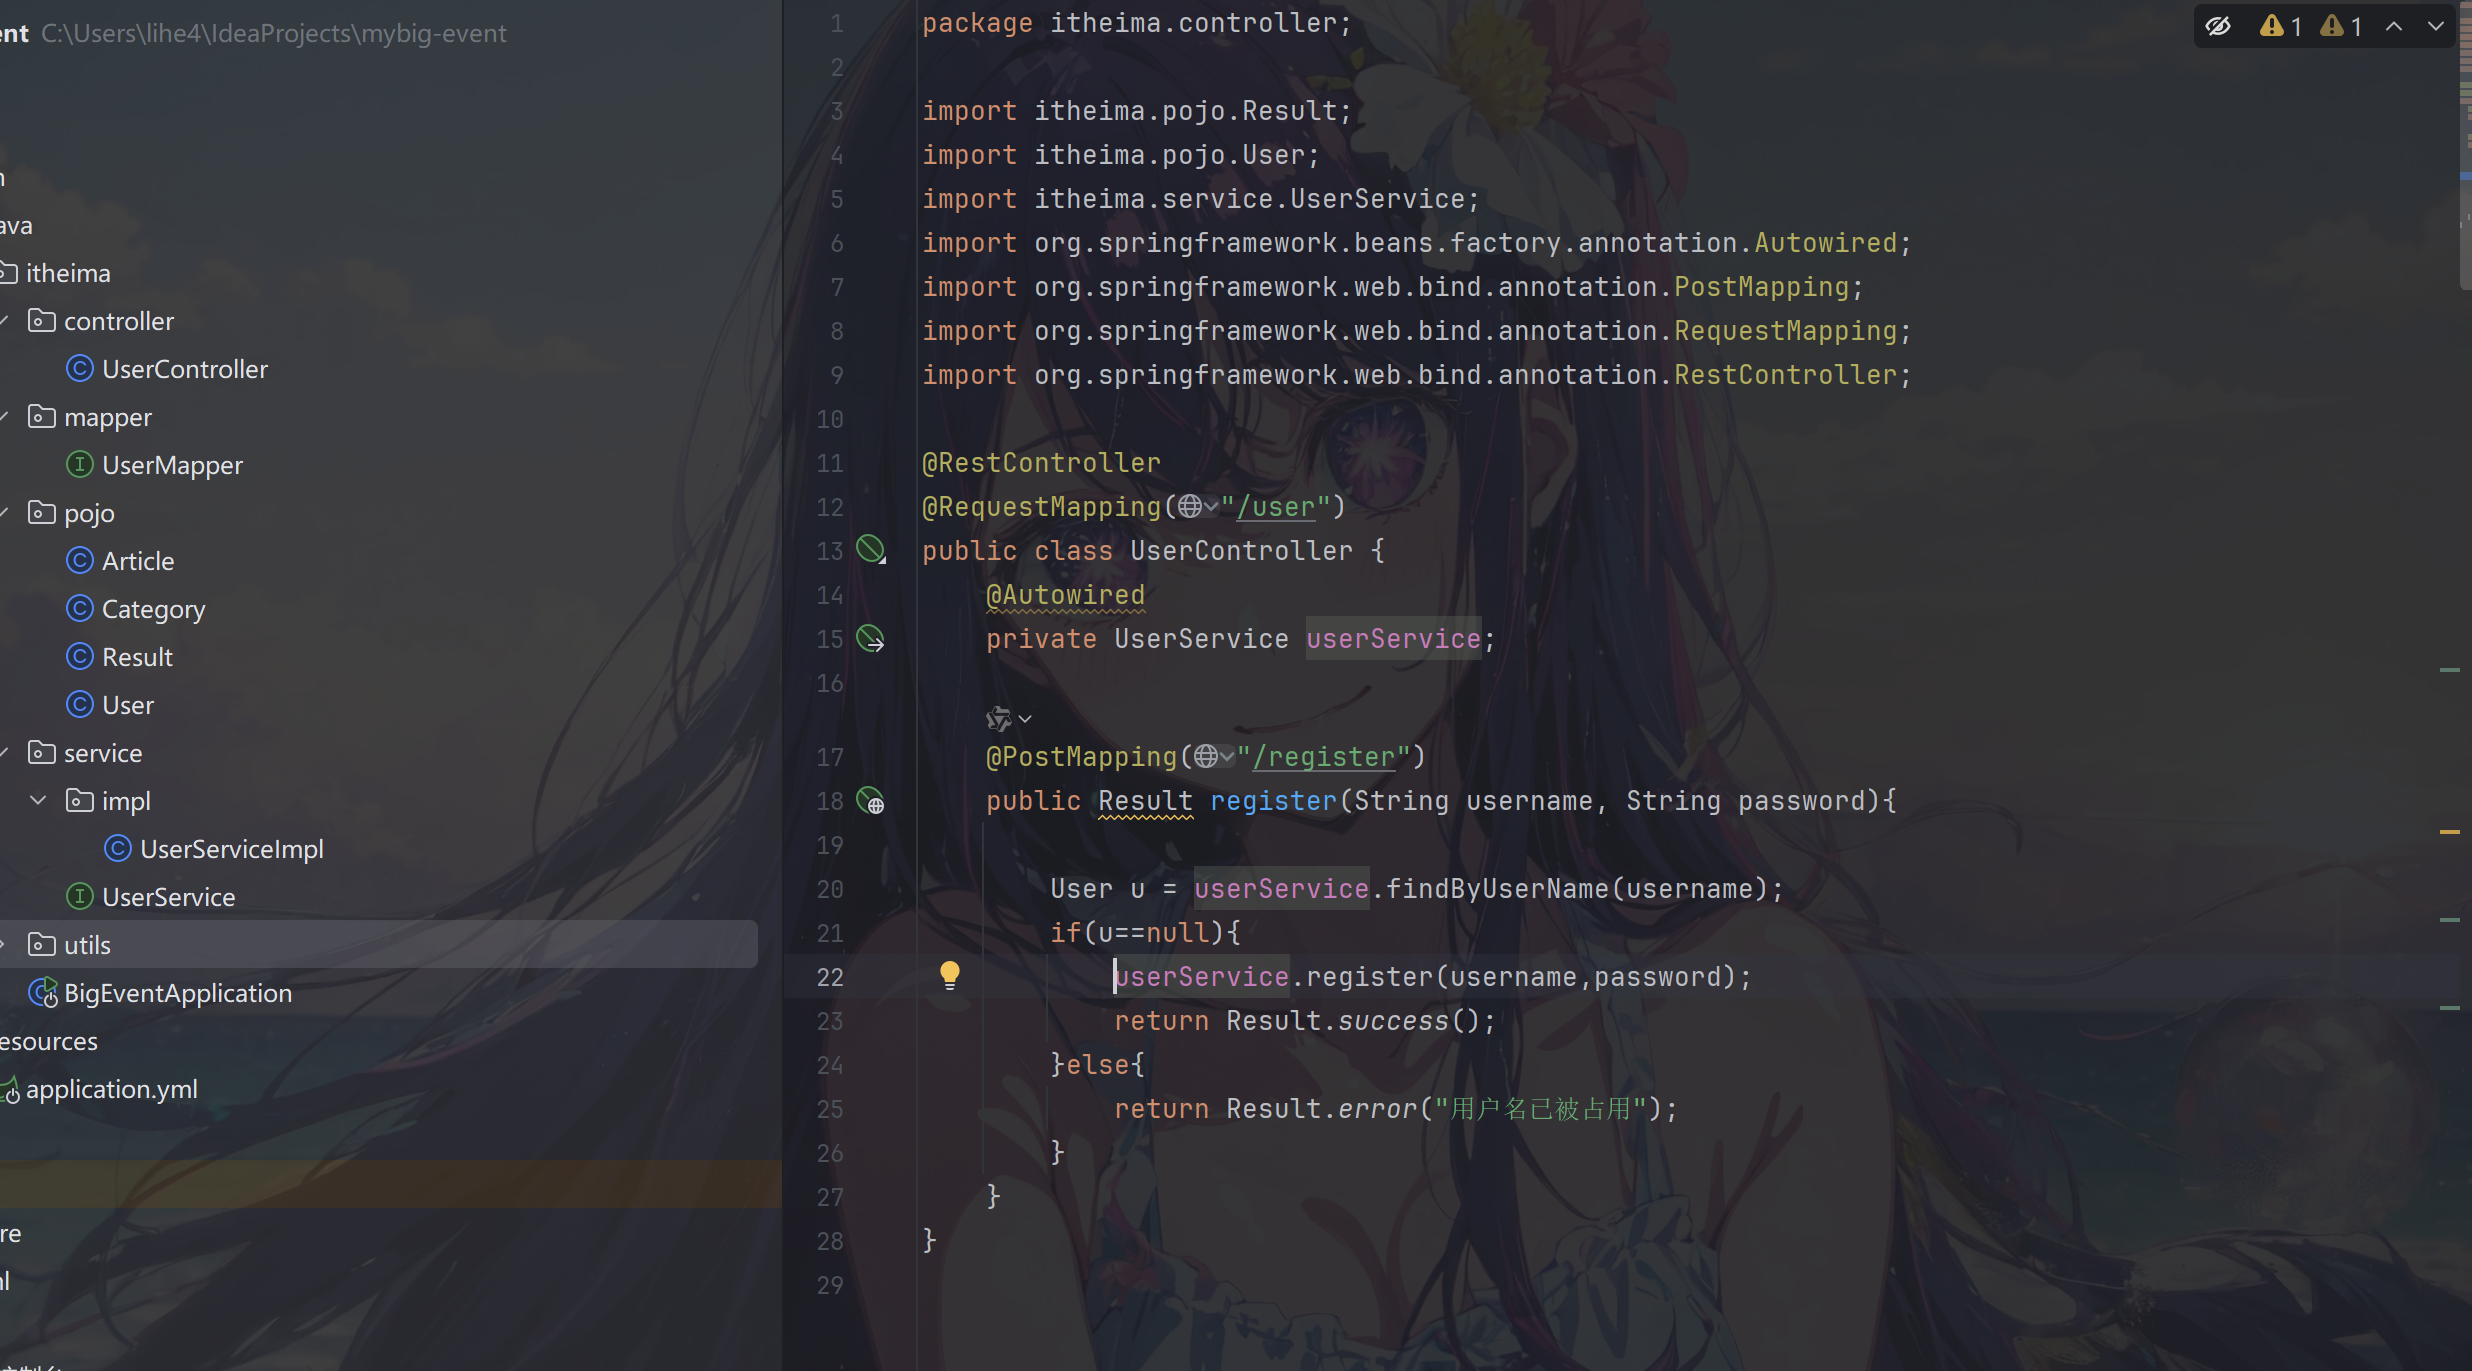 ent C:\Users\lihe4\IdeaProjects\mybig-event
ava
itheima
controller
UserController
mapper
UserMapper
pojo
Article
Category
Result
User
service
impl
UserServiceImpl
UserService
utils
BigEventApplication
esources
application.yml
re
1 1
1 package itheima.controller;
2
3 import itheima.pojo.Result;
4 import itheima.pojo.User;
5 import itheima.service.UserService;
6 import org.springframework.beans.factory.annotation.Autowired;
7 import org.springframework.web.bind.annotation.PostMapping;
8 import org.springframework.web.bind.annotation.RequestMapping;
9 import org.springframework.web.bind.annotation.RestController;
10
11 @RestController
12 @RequestMapping("/user")
13 public class UserController {
14 @Autowired
15 private UserService userService;
16
17 @PostMapping("/register")
18 public Result register(String username, String password){
19
20 User u = userService.findByUserName(username);
21 if(u==null){
22 userService.register(username,password);
23 return Result.success();
24 }else{
25 return Result.error("用户名已被占用");
26 }
27 }
28 }
29